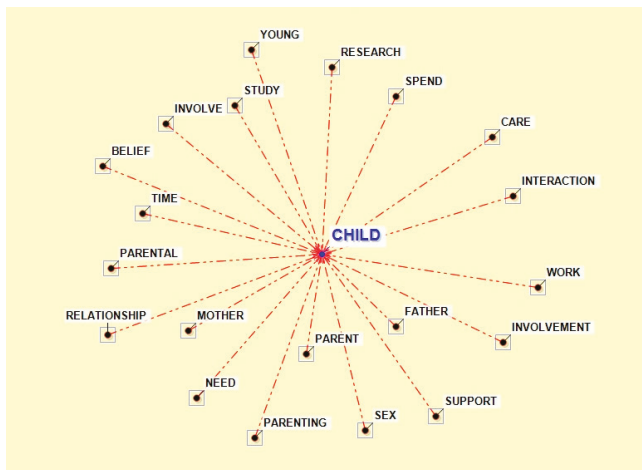 YOUNG
RESEARCH
STUDY
SPEND
INVOLVE
CARE
BELIEF
INTERACTION
TIME
CHILD
PARENTAL
WORK
RELATIONSHIP
MOTHER
FATHER
INVOLVEMENT
PARENT
NEED
SUPPORT
PARENTING
SEX